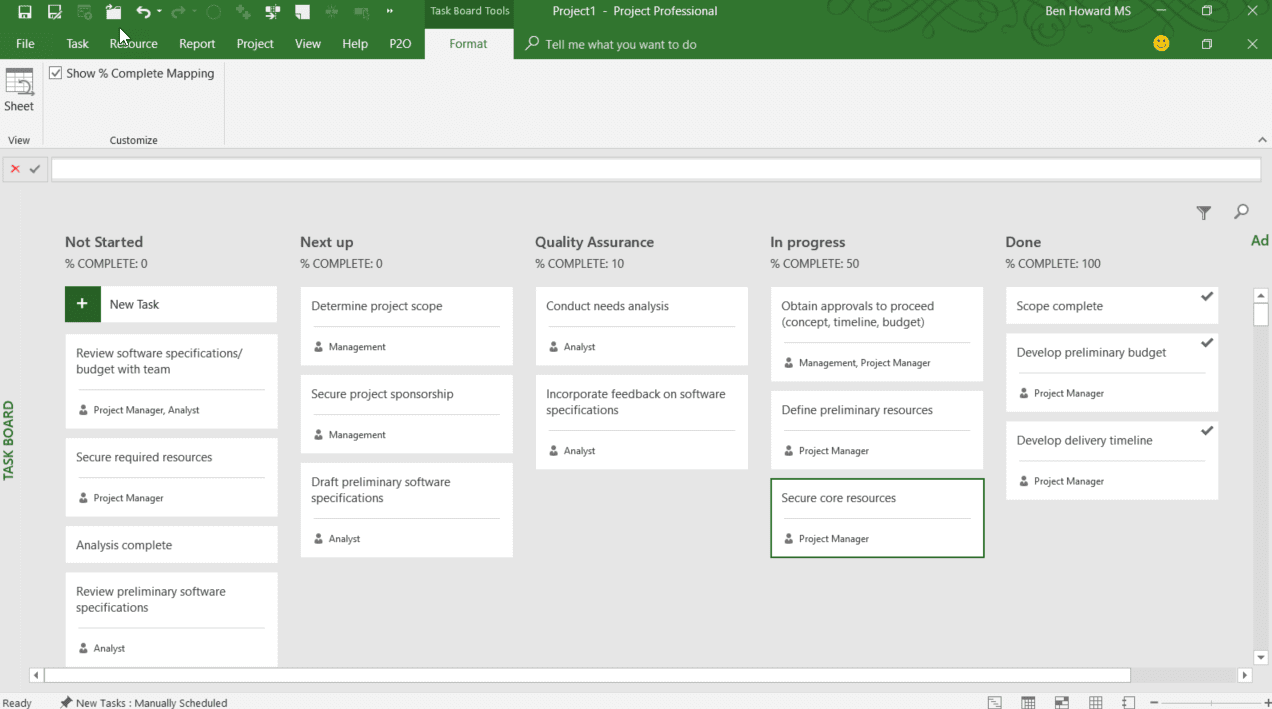 Task Board Tools
Project1 - Project Professional
Ben Howard MS
File
Task
Resource
Report
Project
View
Help
P2O
Format
Tell me what you want to do
Sheet
Show % Complete Mapping
View
Customize
TASK BOARD
Not Started
% COMPLETE: 0
New Task
Review software specifications/
budget with team
Project Manager, Analyst
Secure required resources
Project Manager
Analysis complete
Review preliminary software
specifications
Analyst
Next up
% COMPLETE: 0
Determine project scope
Management
Secure project sponsorship
Management
Draft preliminary software
specifications
Analyst
Quality Assurance
% COMPLETE: 10
Conduct needs analysis
Analyst
Incorporate feedback on software
specifications
Analyst
In progress
% COMPLETE: 50
Obtain approvals to proceed
(concept, timeline, budget)
Management, Project Manager
Define preliminary resources
Project Manager
Secure core resources
Project Manager
Done
% COMPLETE: 100
Scope complete
Develop preliminary budget
Project Manager
Develop delivery timeline
Project Manager
Ad
Ready
New Tasks : Manually Scheduled